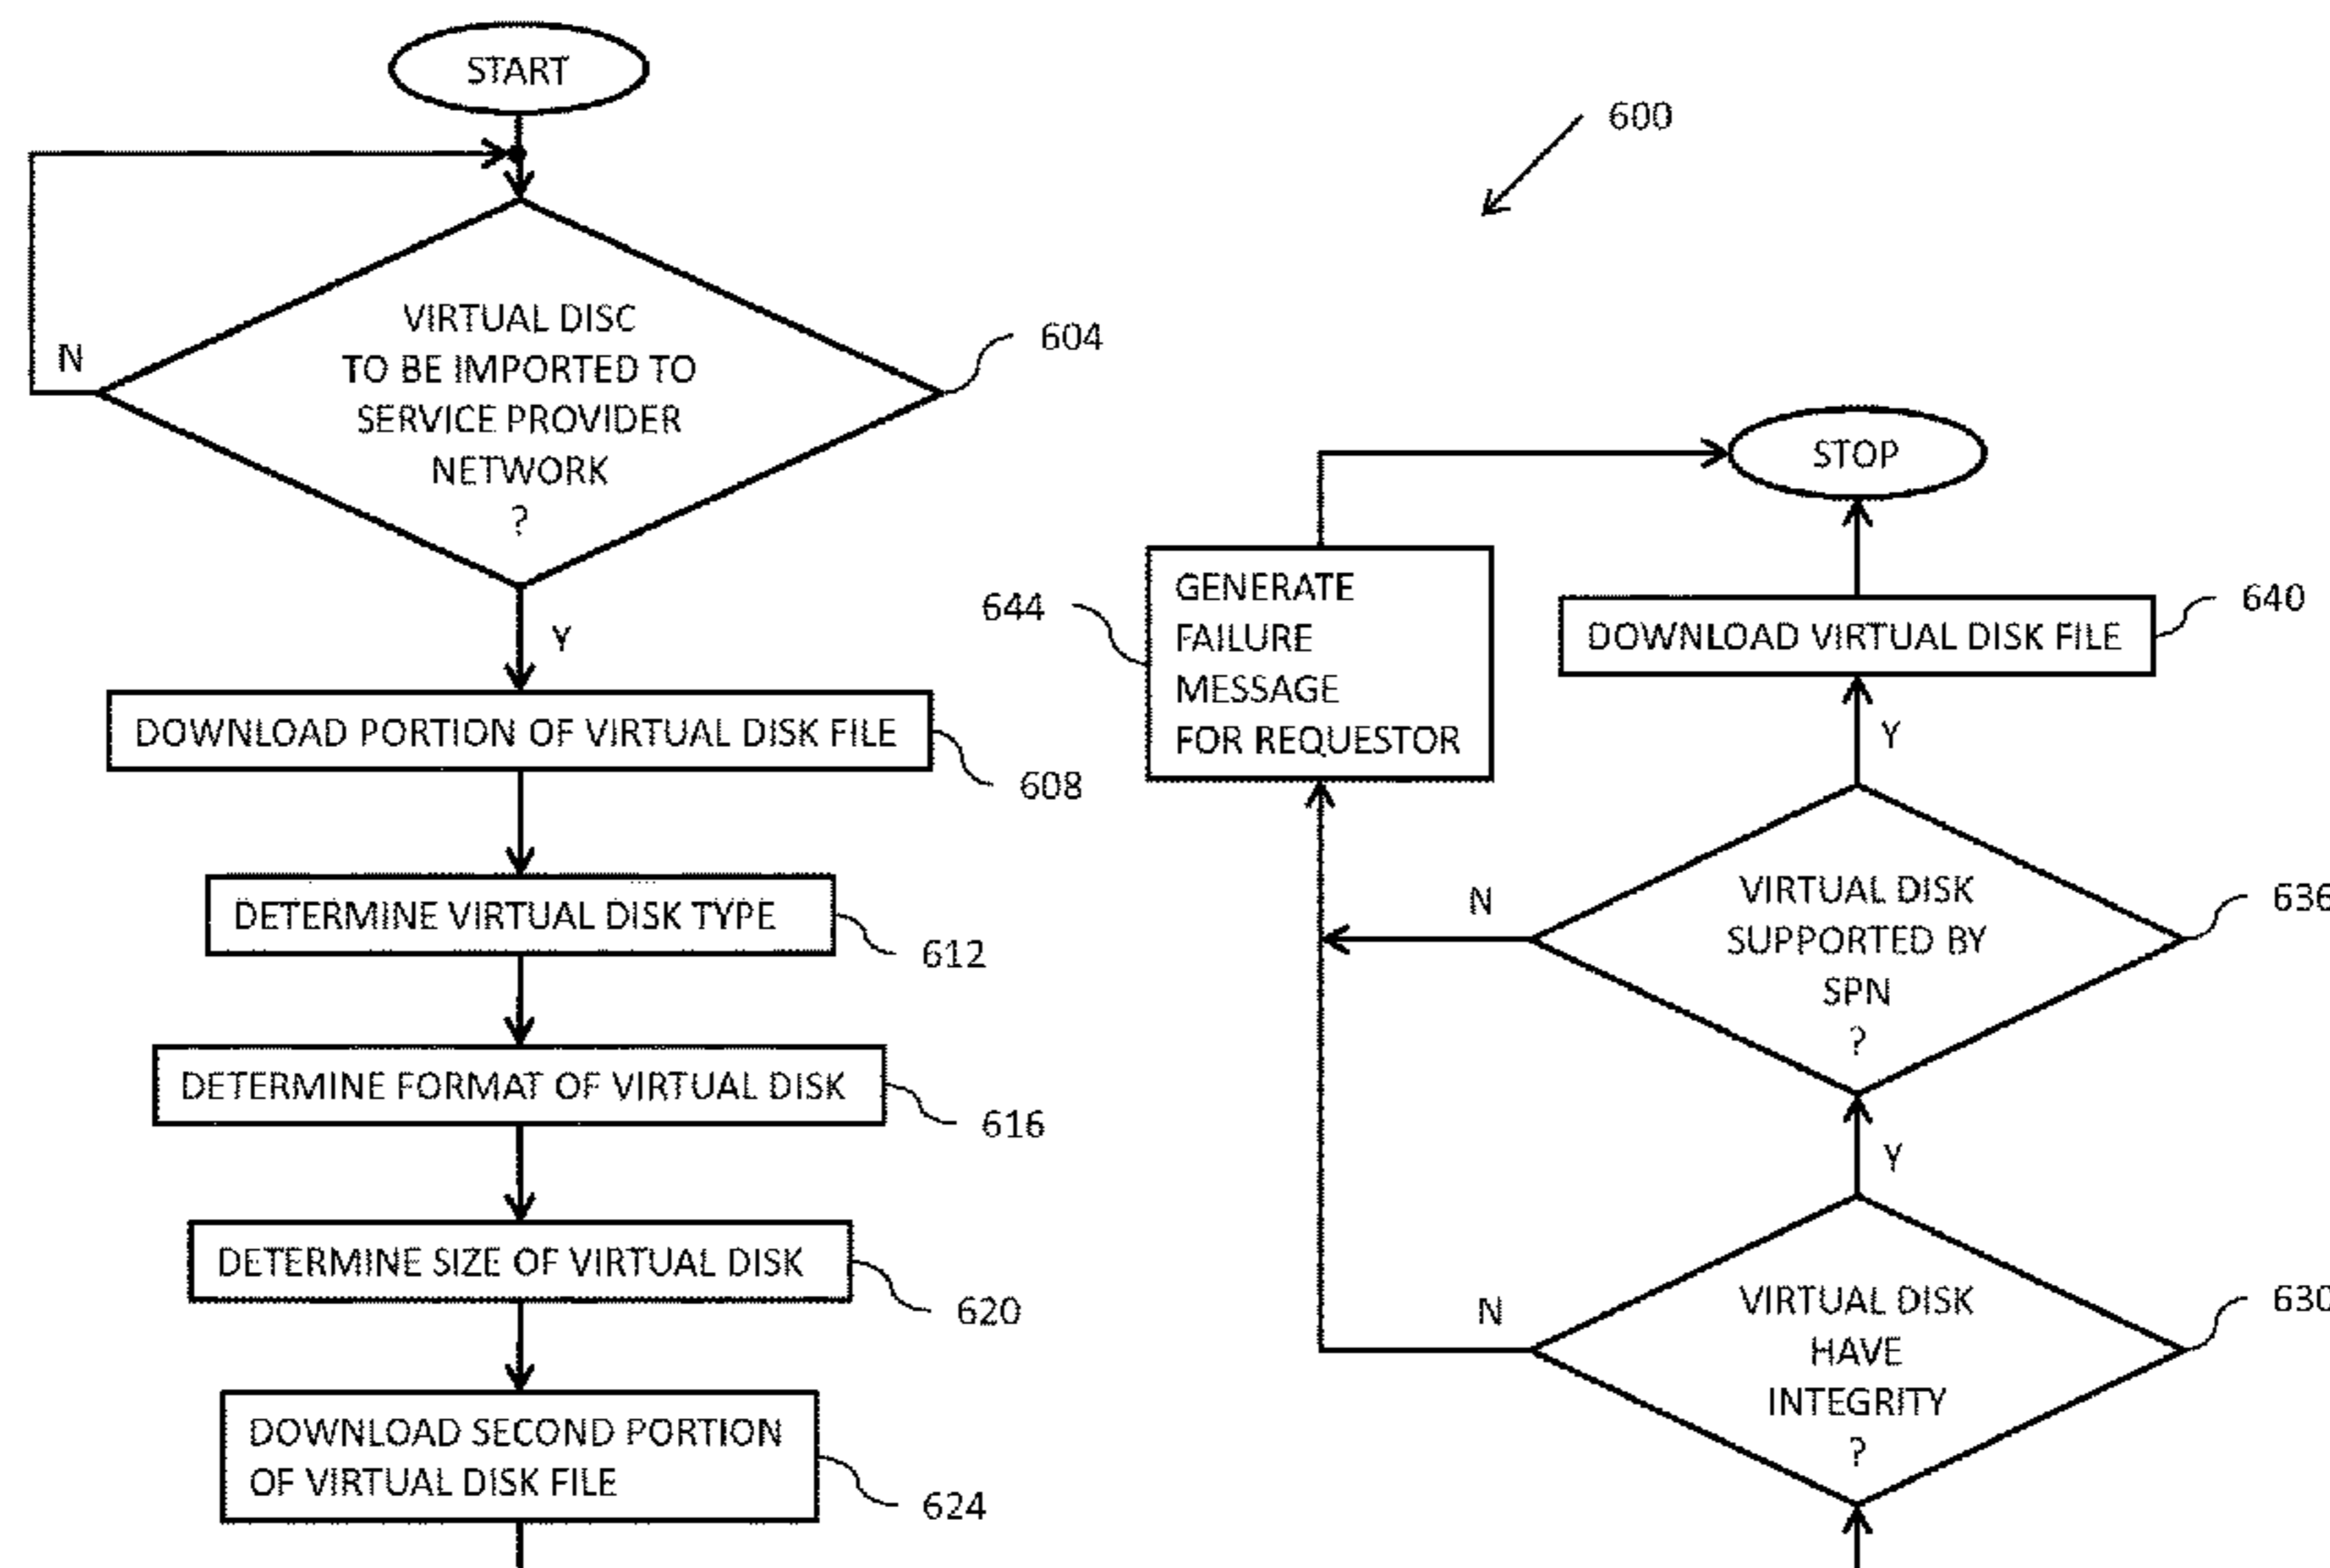 START
600
VIRTUAL DISC
TO BE IMPORTED TO
SERVICE PROVIDER
NETWORK
?
604
N
Y
DOWNLOAD PORTION OF VIRTUAL DISK FILE
608
DETERMINE VIRTUAL DISK TYPE
612
DETERMINE FORMAT OF VIRTUAL DISK
616
DETERMINE SIZE OF VIRTUAL DISK
620
DOWNLOAD SECOND PORTION
OF VIRTUAL DISK FILE
624
STOP
GENERATE
FAILURE
MESSAGE
FOR REQUESTOR
644
DOWNLOAD VIRTUAL DISK FILE
640
Y
VIRTUAL DISK
SUPPORTED BY
SPN
?
636
N
Y
VIRTUAL DISK
HAVE
INTEGRITY
?
630
N